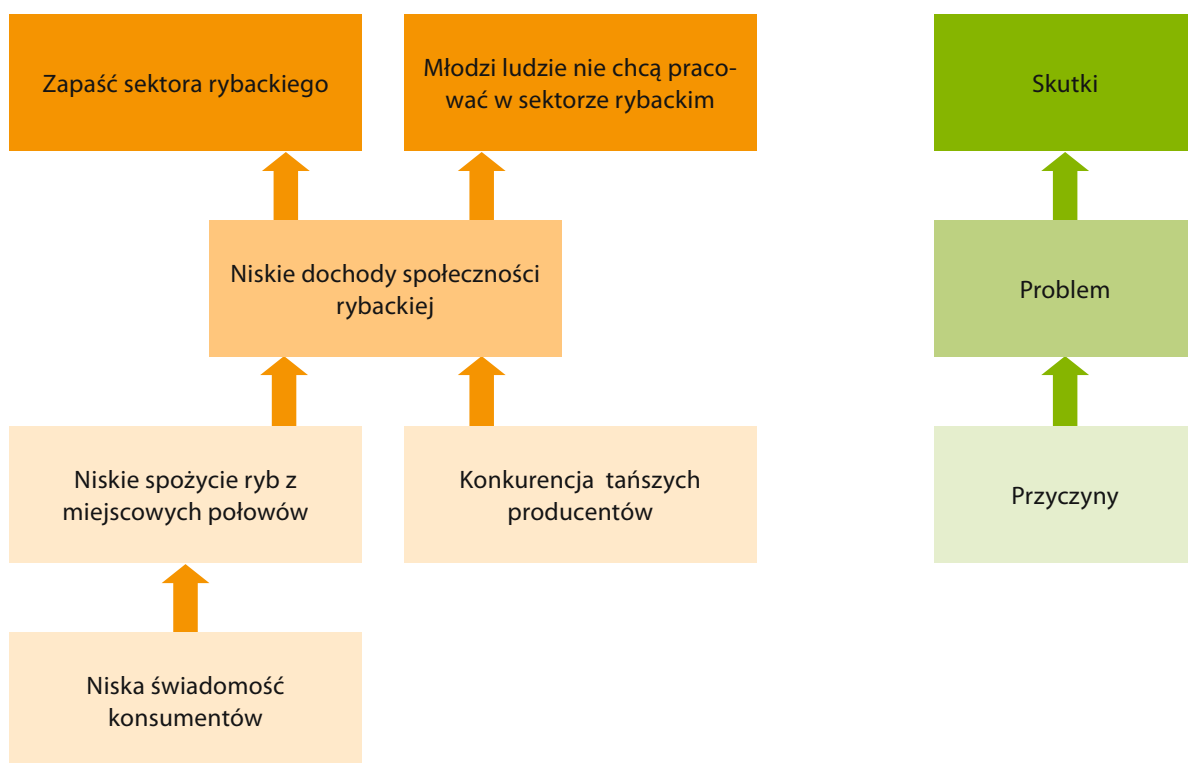 Zapaść sektora rybackiego
Młodzi ludzie nie chcą praco-
wać w sektorze rybackim
Skutki
Niskie dochody społeczności
rybackiej
Problem
Niskie spożycie ryb z
miejscowych połowów
Konkurencja tańszych
producentów
Przyczyny
Niska świadomość
konsumentów